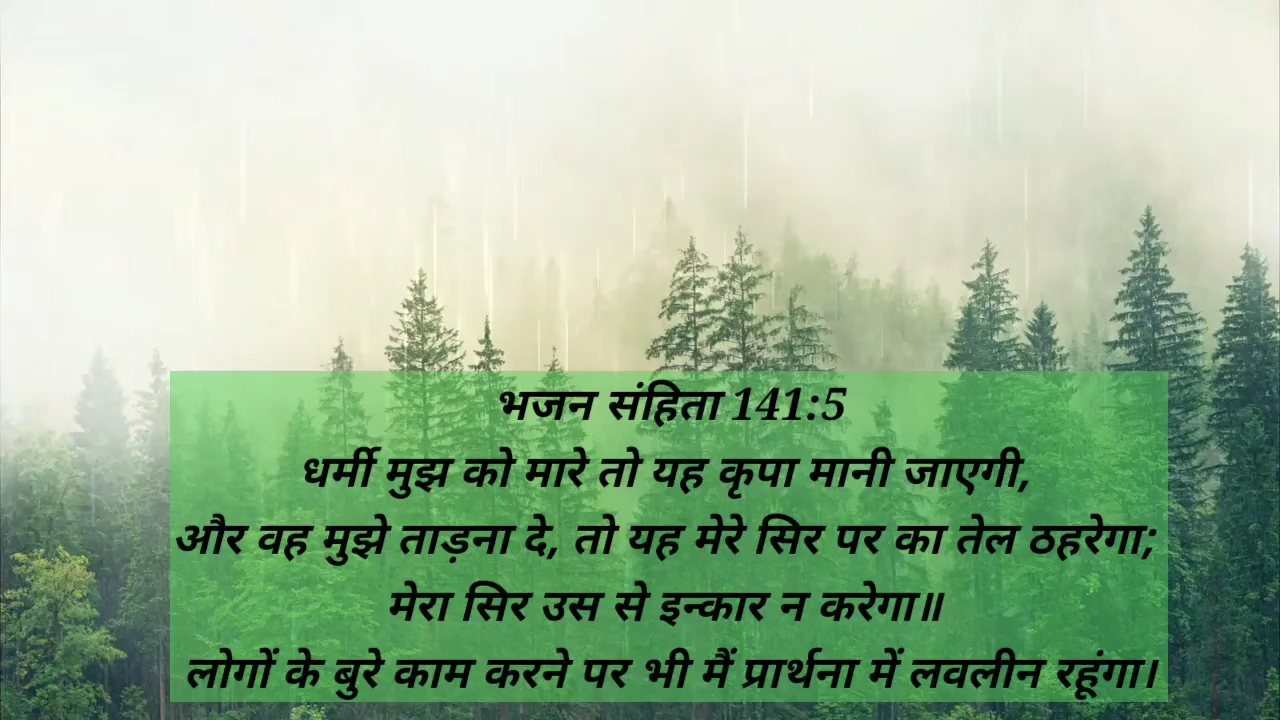 भजन संहिता 141:5
धर्मी मुझ को मारे तो यह कृपा मानी जाएगी,
और वह मुझे ताड़ना दे, तो यह मेरे सिर पर का तेल ठहरेगा;
मेरा सिर उस से इन्कार न करेगा॥
लोगों के बुरे काम करने पर भी मैं प्रार्थना में लवलीन रहूंगा।